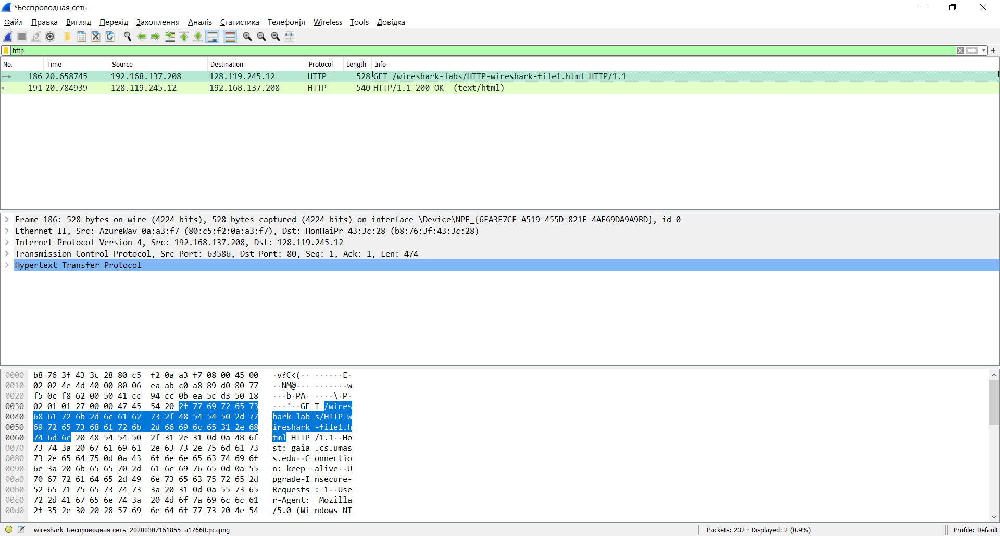 *Беспроводная сеть
Файл Правка Вигляд Перехід Захоплення Аналіз Статистика Телефонія Wireless Tools Довідка
http
No. Time Source Destination Protocol Length Info
186 20.658745 192.168.137.208 128.119.245.12 HTTP 528 GET /wireshark-labs/HTTP-wireshark-file1.html HTTP/1.1
191 20.784939 128.119.245.12 192.168.137.208 HTTP 540 HTTP/1.1 200 OK (text/html)
Frame 186: 528 bytes on wire (4224 bits), 528 bytes captured (4224 bits) on interface \Device\NPF_{6FA3E7CE-A519-455D-821F-4AF69DA9A9BD}, id 0
Ethernet II, Src: AzureWav_0a:a3:f7 (80:c5:f2:0a:a3:f7), Dst: HonHaiPr_43:3c:28 (b8:76:3f:43:3c:28)
Internet Protocol Version 4, Src: 192.168.137.208, Dst: 128.119.245.12
Transmission Control Protocol, Src Port: 63586, Dst Port: 80, Seq: 1, Ack: 1, Len: 474
Hypertext Transfer Protocol
0000 b8 76 3f 43 3c 28 80 c5 f2 0a a3 f7 08 00 45 00 ·v?C<(·· ······E·
0010 02 02 4e 4d 40 00 80 06 ea ab c0 a8 89 d0 80 77 ··NM@··· ·······w
0020 f5 0c f8 62 00 50 41 cc 94 cc 0b ea 5c d3 50 18 ···b·PA· ····\·P·
0030 02 01 01 27 00 00 47 45 54 20 2f 77 69 72 65 73 ···'··GE T /wires
0040 68 61 72 6b 2d 6c 61 62 73 2f 48 54 54 50 2d 77 hark-lab s/HTTP-w
0050 69 72 65 73 68 61 72 6b 2d 66 69 6c 65 31 2e 68 ireshark -file1.h
0060 74 6d 6c 20 48 54 54 50 2f 31 2e 31 0d 0a 48 6f tml HTTP /1.1··Ho
0070 73 74 3a 20 67 61 69 61 2e 63 73 2e 75 6d 61 73 st: gaia .cs.umas
0080 73 2e 65 64 75 0d 0a 43 6f 6e 6e 65 63 74 69 6f s.edu··C onnectio
0090 6e 3a 20 6b 65 65 70 2d 61 6c 69 76 65 0d 0a 55 n: keep- alive··U
00a0 70 67 72 61 64 65 2d 49 6e 73 65 63 75 72 65 2d pgrade-I nsecure-
00b0 52 65 71 75 65 73 74 73 3a 20 31 0d 0a 55 73 65 Requests : 1··Use
00c0 72 2d 41 67 65 6e 74 3a 20 4d 6f 7a 69 6c 6c 61 r-Agent: Mozilla
00d0 2f 35 2e 30 20 28 57 69 6e 64 6f 77 73 20 4e 54 /5.0 (Wi ndows NT
wireshark_Беспроводная сеть_20200307151855_a17660.pcapng Packets: 232 · Displayed: 2 (0.9%) Profile: Default